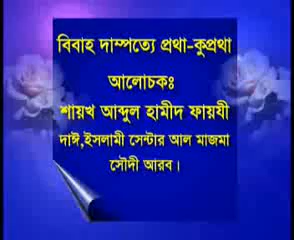 বিবাহ দাম্পত্যে প্রথা-কুপ্রথা
আলোচকঃ
শায়খ আব্দুল হামীদ ফায়যী
দাঈ,ইসলামী সেন্টার আল মাজমা
সৌদী আরব।